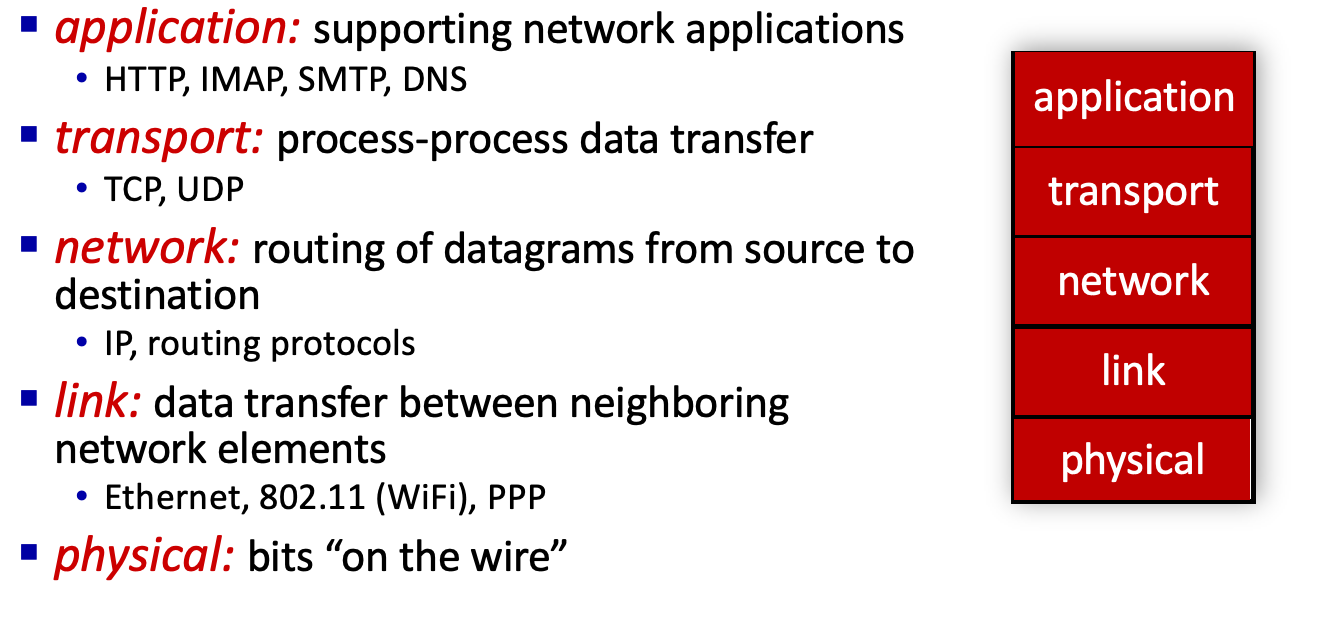 ▪ application: supporting network applications
• HTTP, IMAP, SMTP, DNS
▪ transport: process-process data transfer
• TCP, UDP
▪ network: routing of datagrams from source to
destination
• IP, routing protocols
▪ link: data transfer between neighboring
network elements
• Ethernet, 802.11 (WiFi), PPP
▪ physical: bits “on the wire”
application
transport
network
link
physical